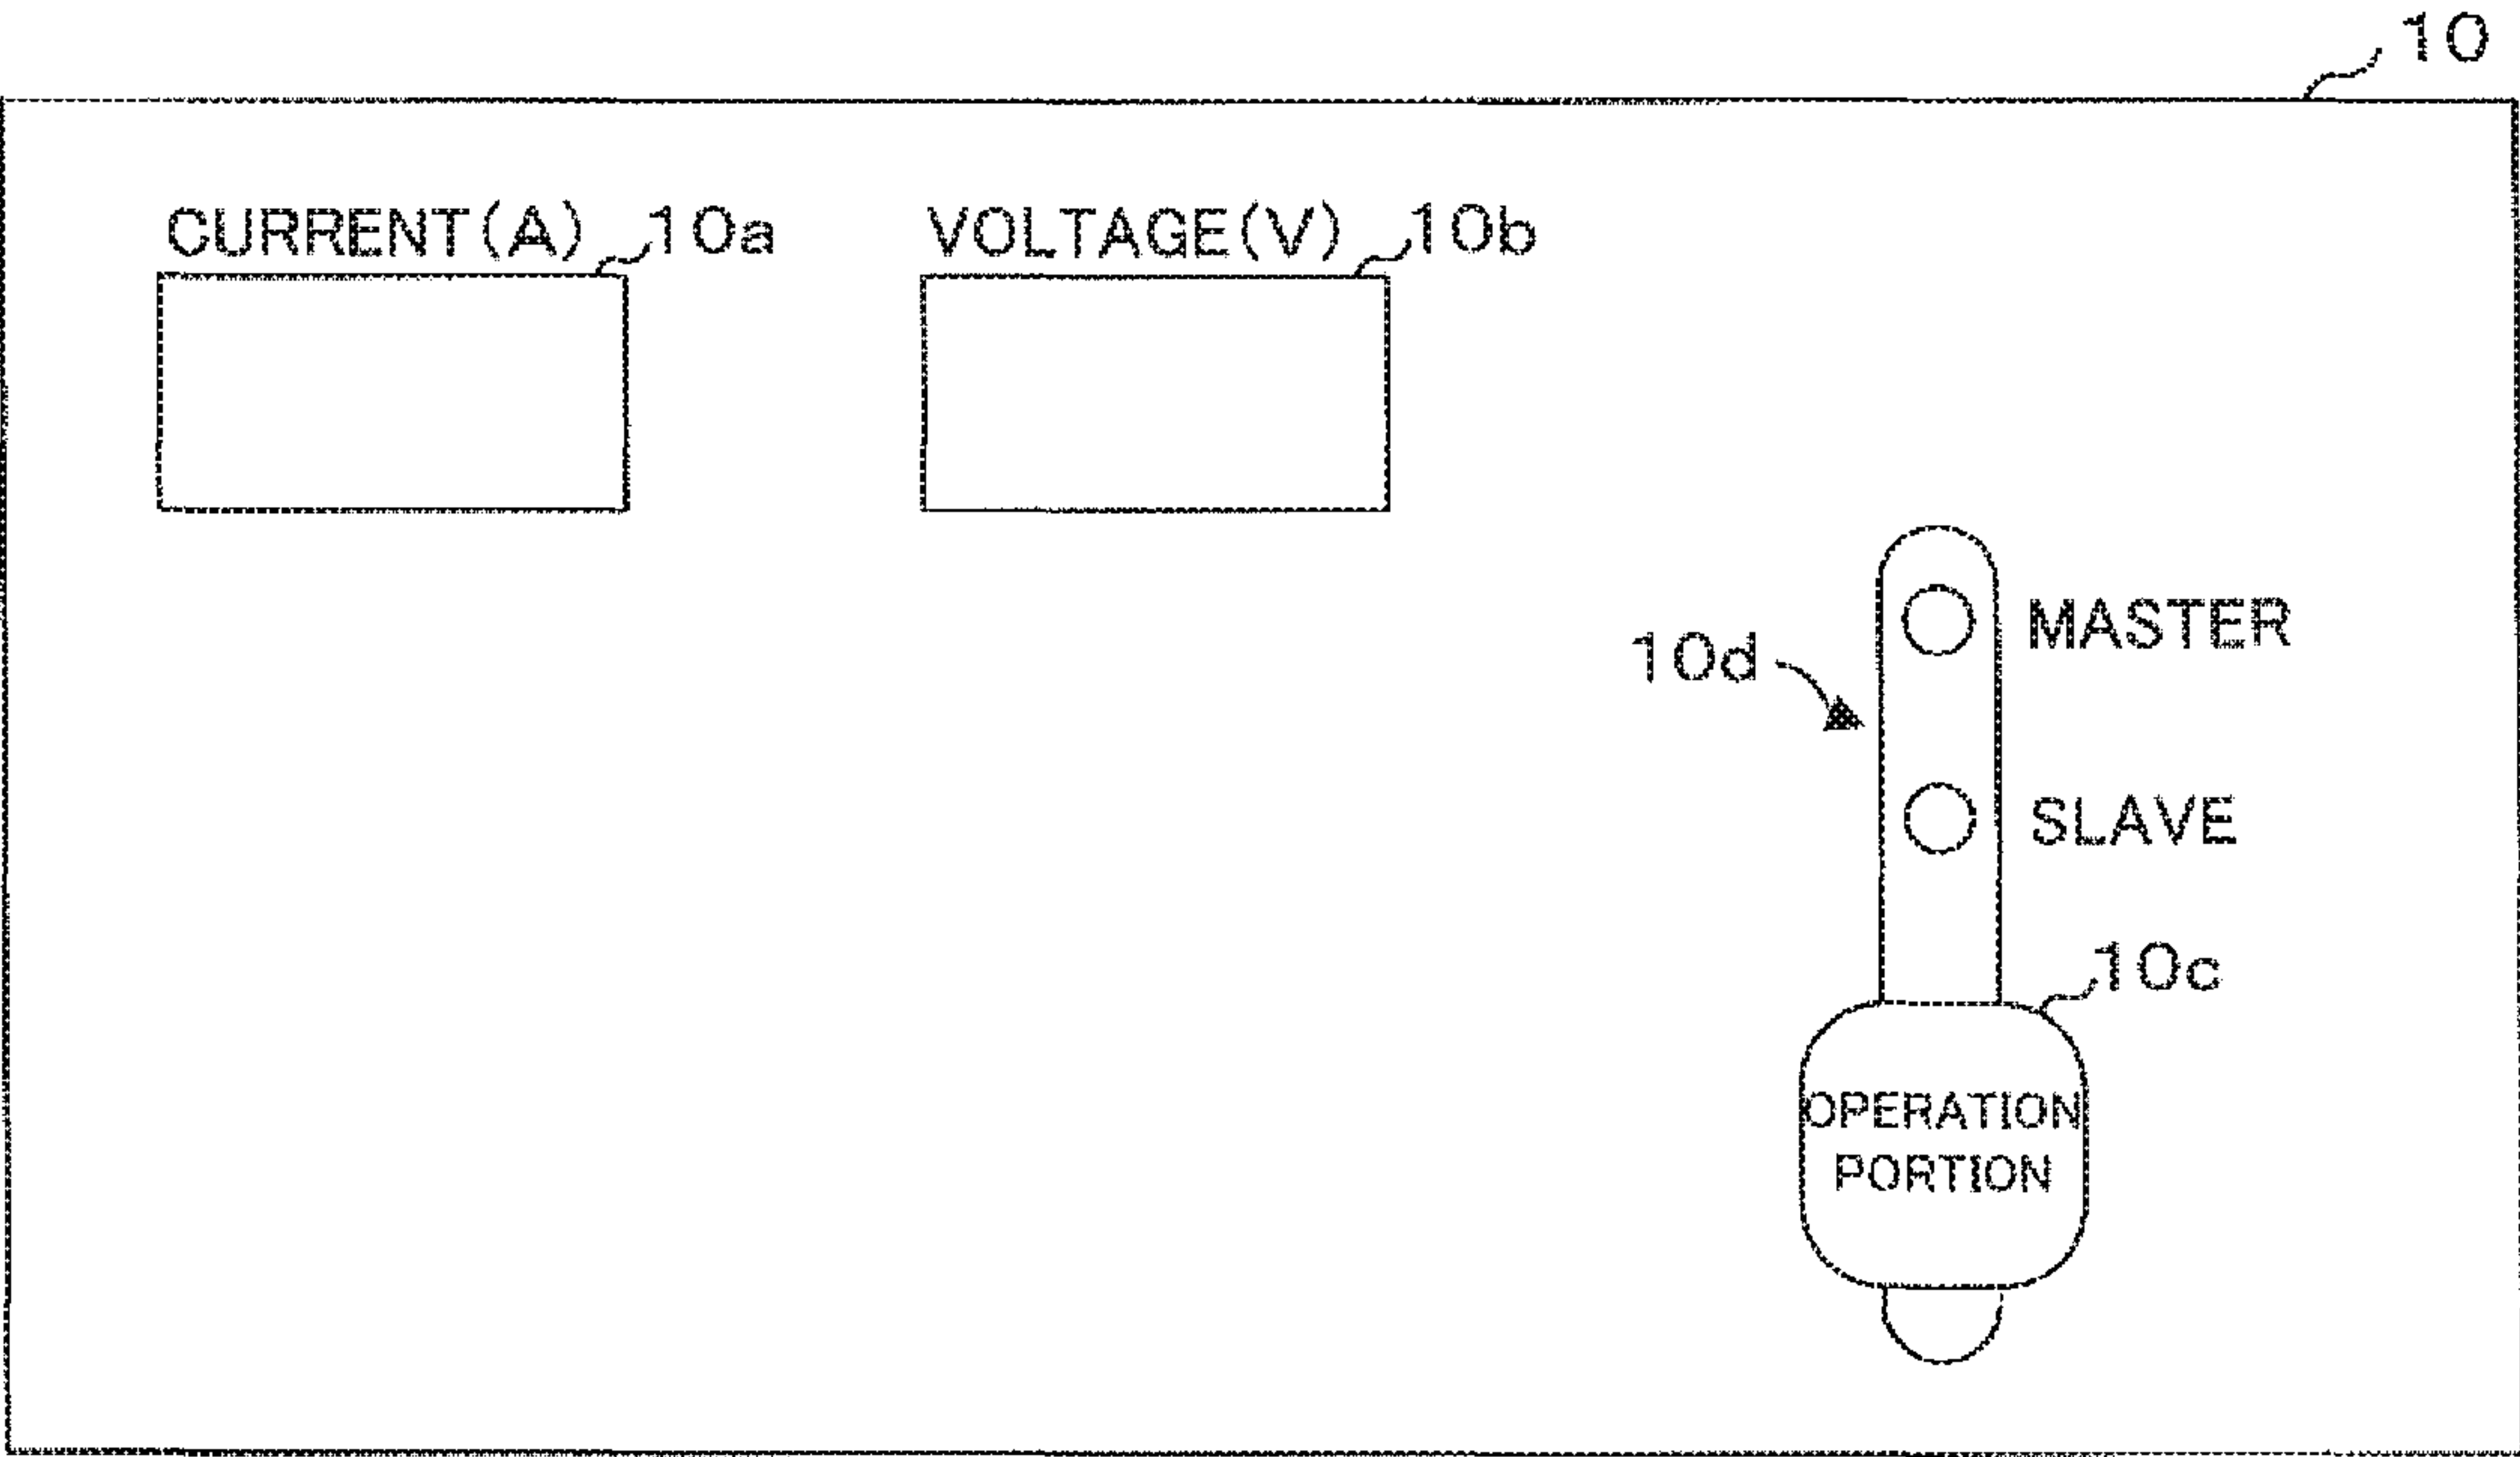 10
CURRENT(A) 10a
VOLTAGE(V) 10b
MASTER
10d
SLAVE
10c
OPERATION
PORTION